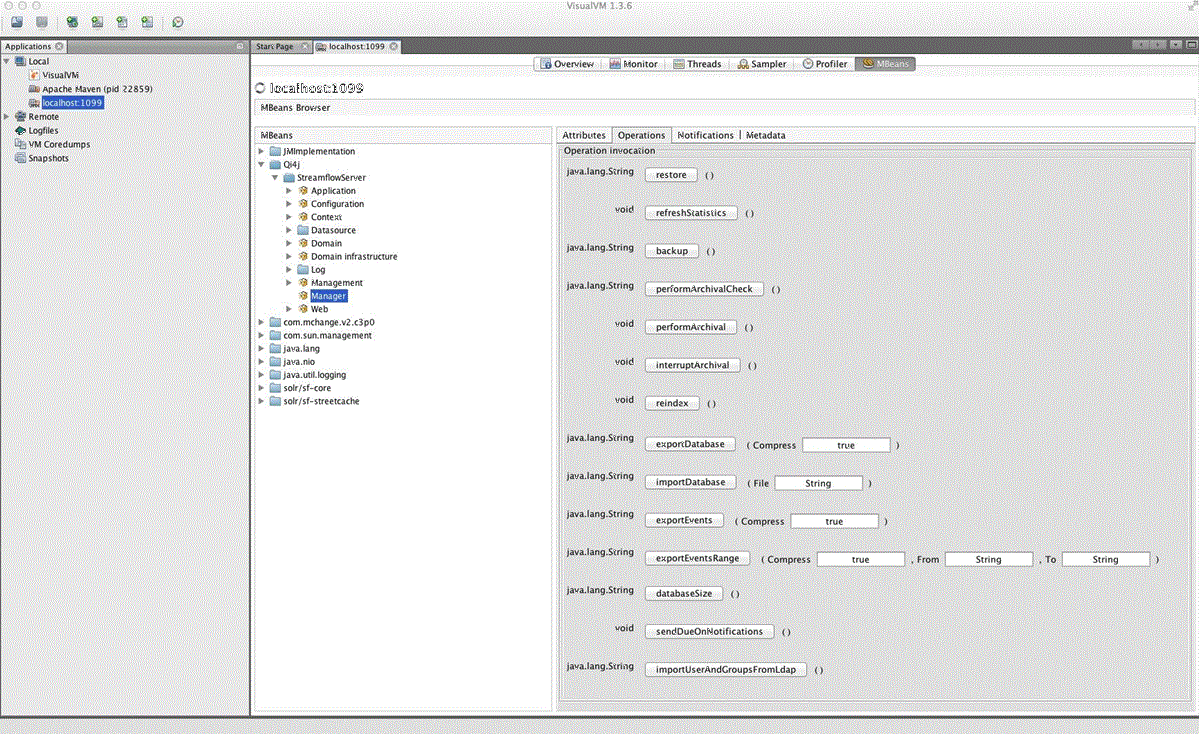 VisualVM 1.3.6
Applications
Start Page localhost:1099
Local
VisualVM
Apache Maven (pid 22859)
localhost:1099
Remote
Logfiles
VM Coredumps
Snapshots
Overview Monitor Threads Sampler Profiler MBeans
localhost:1099
MBeans Browser
MBeans
JMImplementation
Qi4j
StreamflowServer
Application
Configuration
Context
Datasource
Domain
Domain infrastructure
Log
Management
Manager
Web
com.mchange.v2.c3p0
com.sun.management
java.lang
java.nio
java.util.logging
solr/sf-core
solr/sf-streetcache
Attributes Operations Notifications Metadata
Operation invocation
java.lang.String restore ( )
void refreshStatistics ( )
java.lang.String backup ( )
java.lang.String performArchivalCheck ( )
void performArchival ( )
void interruptArchival ( )
void reindex ( )
java.lang.String exportDatabase ( Compress true )
java.lang.String importDatabase ( File String )
java.lang.String exportEvents ( Compress true )
java.lang.String exportEventsRange ( Compress true , From String , To String )
java.lang.String databaseSize ( )
void sendDueOnNotifications ( )
java.lang.String importUserAndGroupsFromLdap ( )